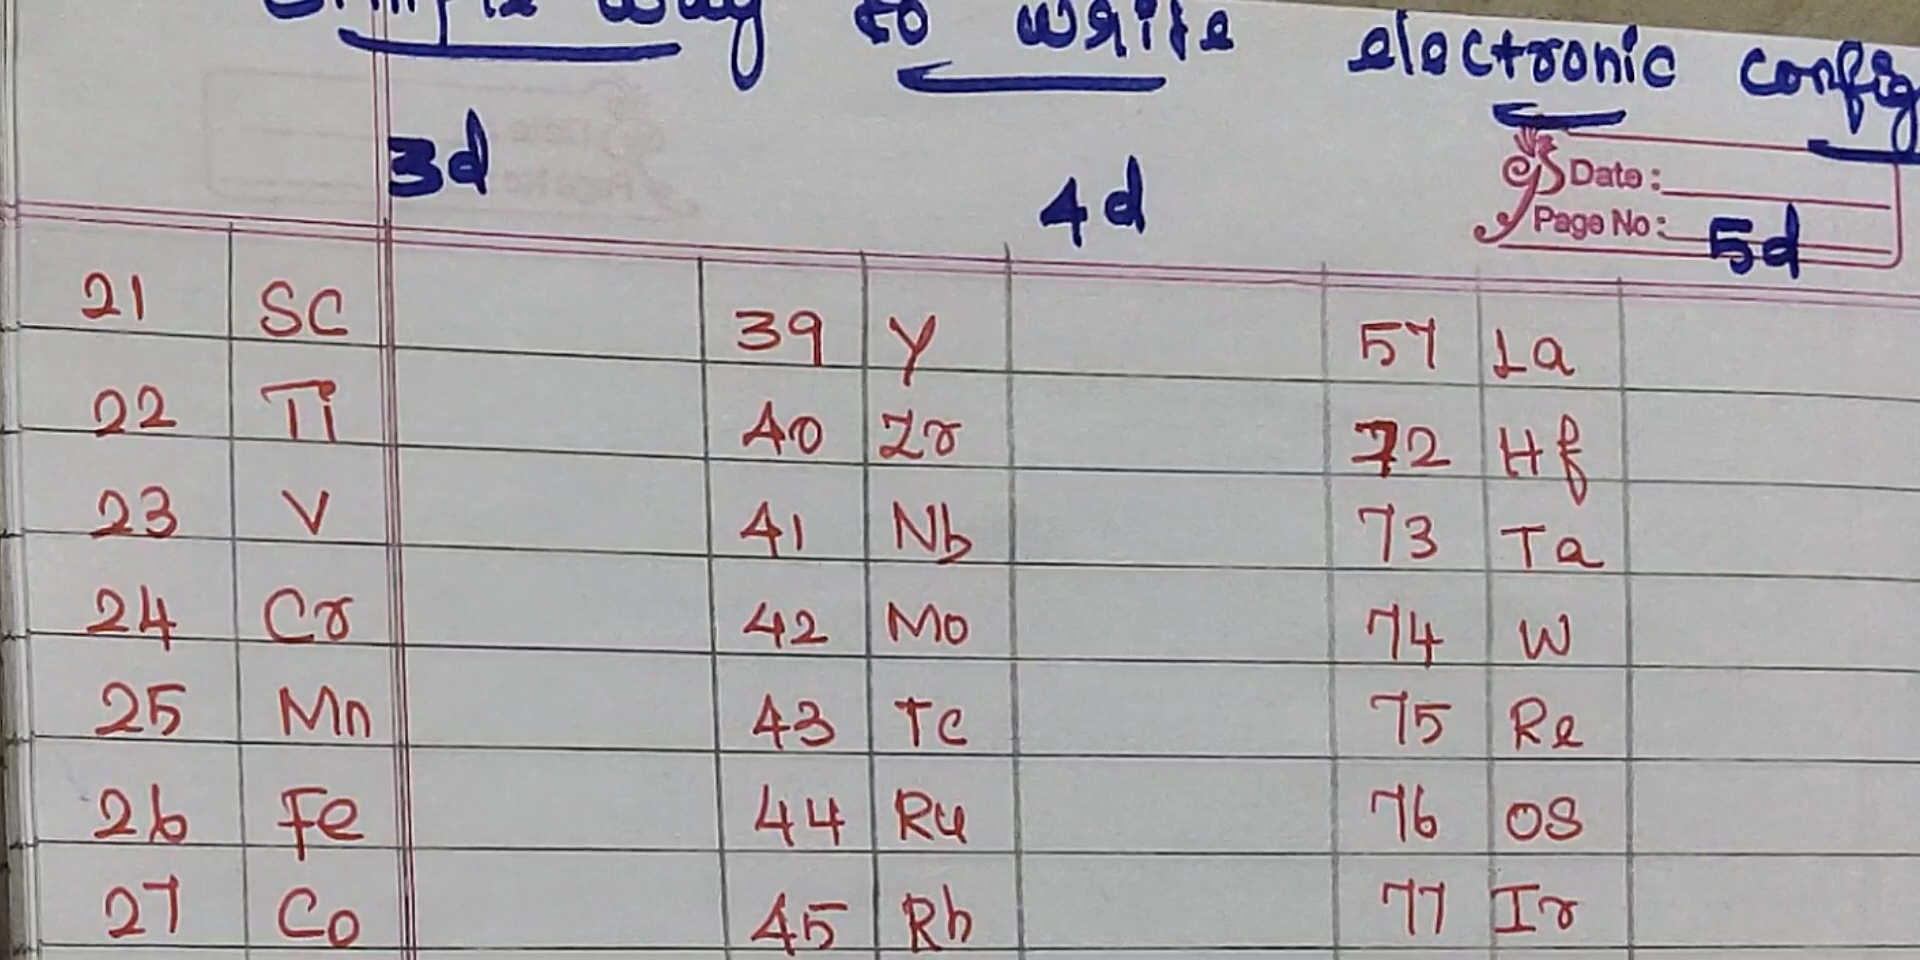 Simple way to write electronic config
3d 4d 5d
Date:
Page No:
21 SC 39 Y 57 La
22 Ti 40 Zr 72 Hf
23 V 41 Nb 73 Ta
24 Cr 42 Mo 74 W
25 Mn 43 TC 75 Re
26 Fe 44 Ru 76 OS
27 Co 45 Rh 77 Ir